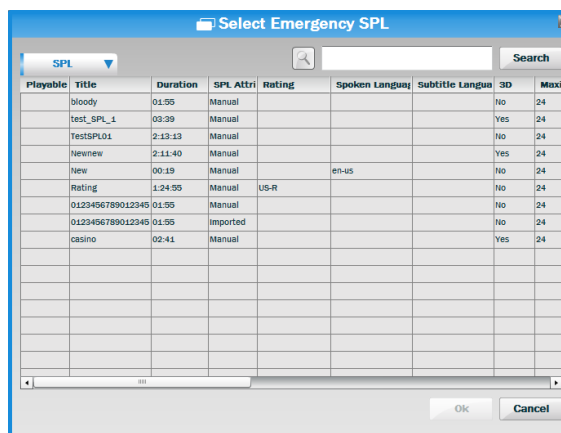 Select Emergency SPL
SPL
Search
Playable Title Duration SPL Attri Rating Spoken Languag Subtitle Langua 3D Maxi
bloody 01:55 Manual No 24
test_SPL_1 03:39 Manual Yes 24
TestSPL01 2:13:13 Manual No 24
Newnew 2:11:40 Manual Yes 24
New 00:19 Manual en-us No 24
Rating 1:24:55 Manual US-R No 24
0123456789012345 01:55 Manual No 24
0123456789012345 01:55 Imported No 24
casino 02:41 Manual Yes 24
Ok Cancel